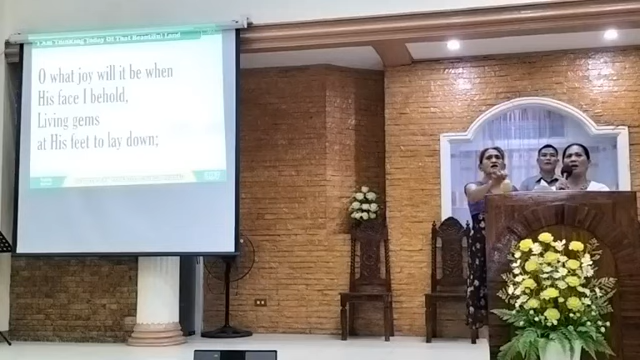 I Am Thinking Today Of That Beautiful Land
O what joy will it be when
His face I behold,
Living gems
at His feet to lay down;